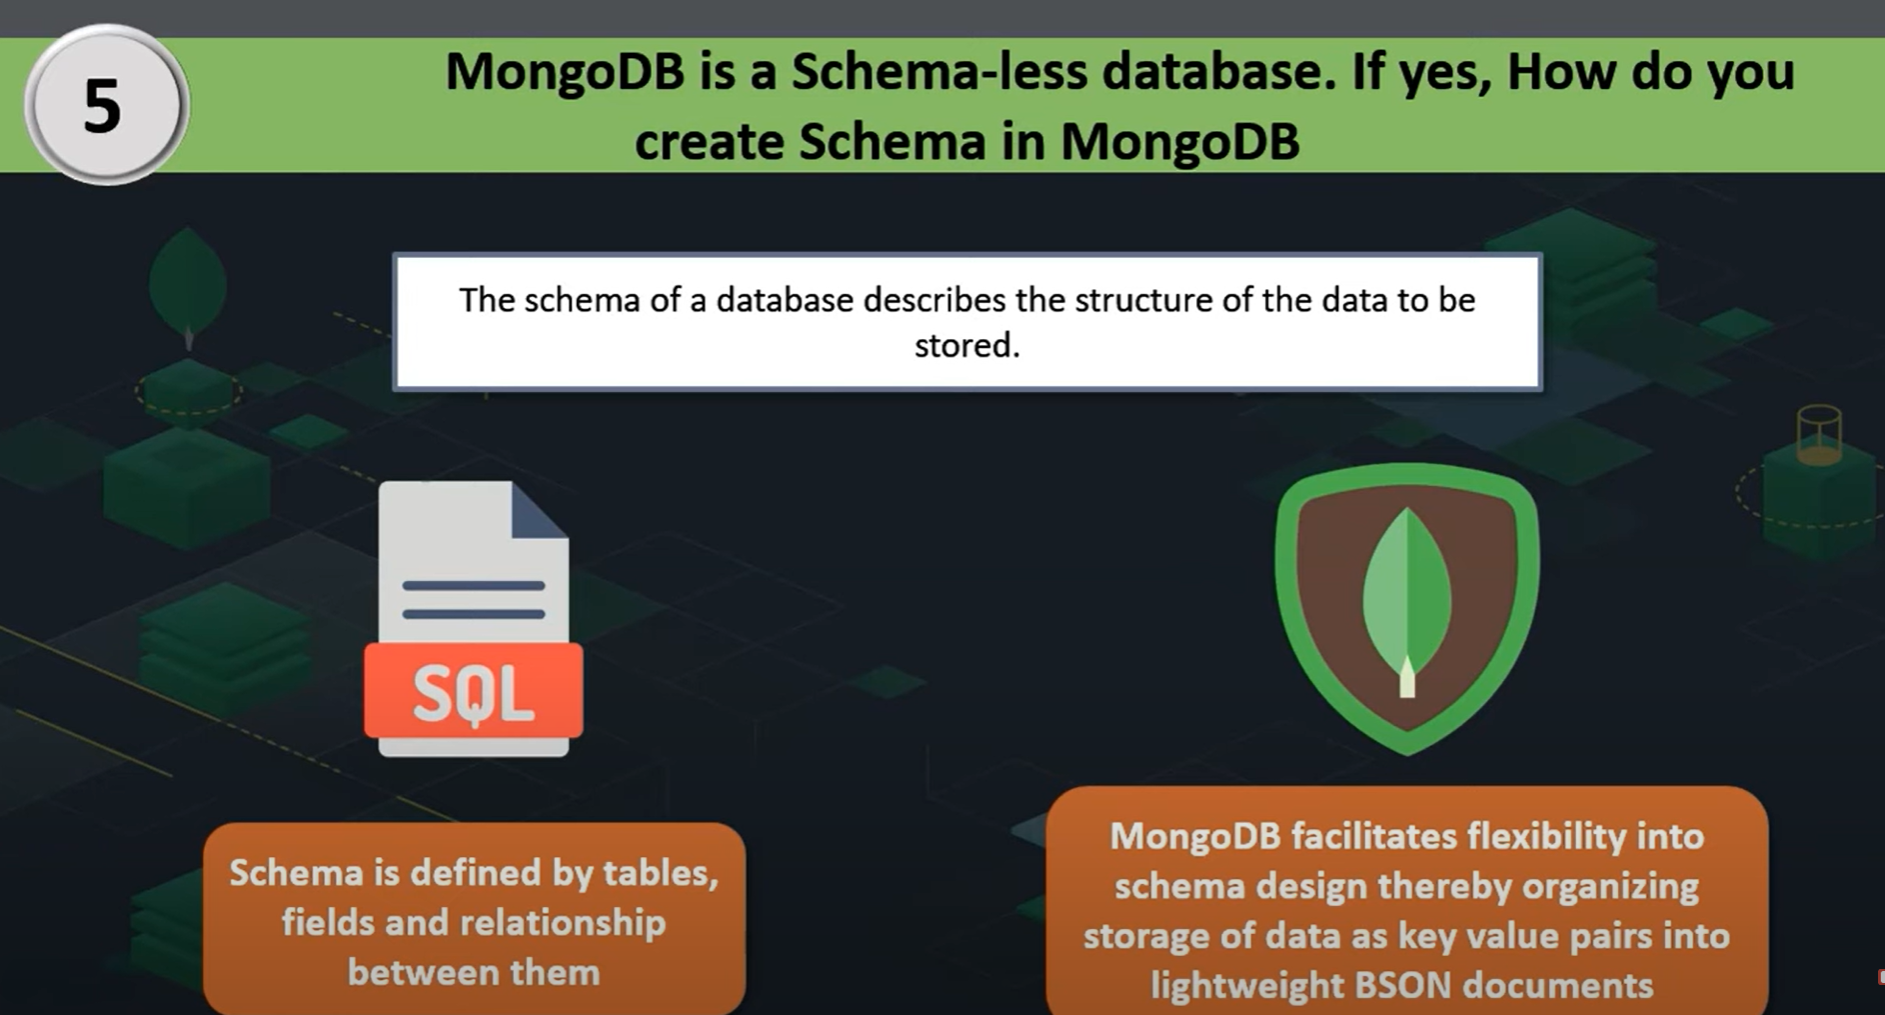 5
MongoDB is a Schema-less database. If yes, How do you
create Schema in MongoDB
The schema of a database describes the structure of the data to be
stored.
SQL
Schema is defined by tables,
fields and relationship
between them
MongoDB facilitates flexibility into
schema design thereby organizing
storage of data as key value pairs into
lightweight BSON documents